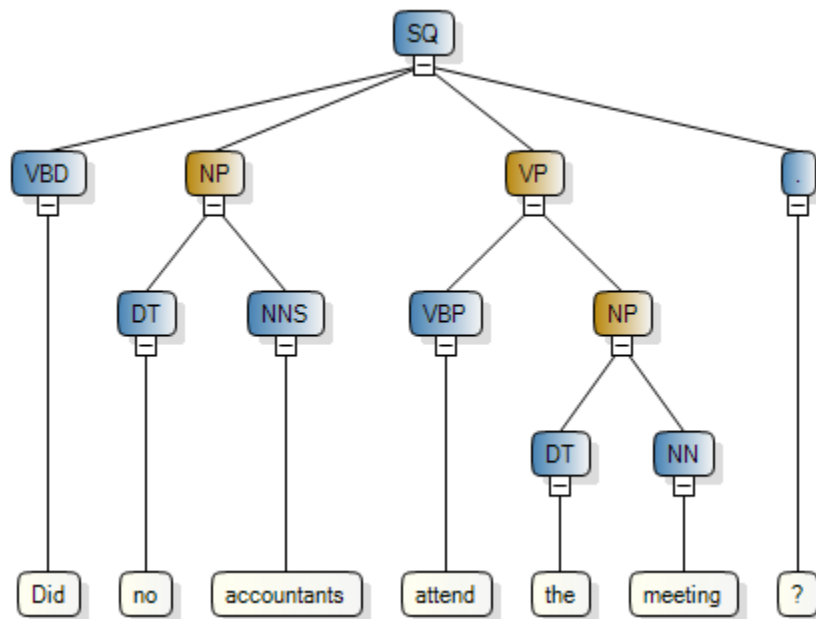 SQ
VBD NP VP .
DT NNS VBP NP
DT NN
Did no accountants attend the meeting ?